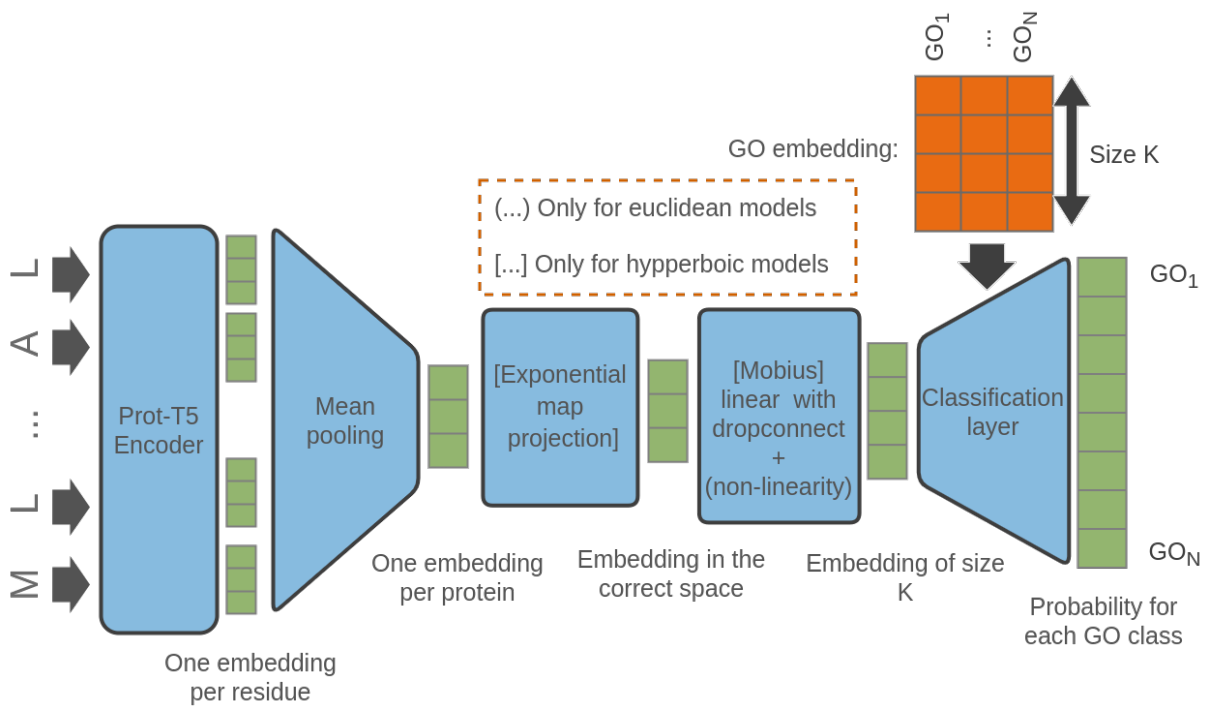 GO1 ... GON
GO embedding:
Size K
(...) Only for euclidean models
[...] Only for hypperboic models
L
A
...
L
M
Prot-T5
Encoder
Mean
pooling
[Exponential
map
projection]
[Mobius]
linear with
dropconnect
+
(non-linearity)
Classification
layer
GO1
GON
One embedding
per residue
One embedding
per protein
Embedding in the
correct space
Embedding of size
K
Probability for
each GO class